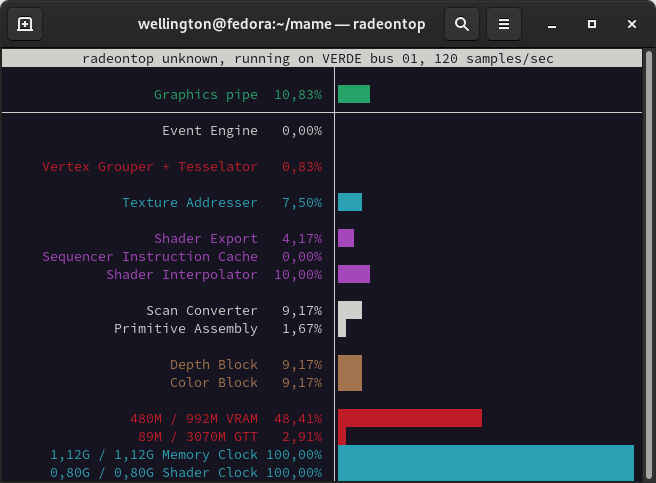 wellington@fedora:~/mame — radeontop
radeontop unknown, running on VERDE bus 01, 120 samples/sec
Graphics pipe 10,83%
Event Engine 0,00%
Vertex Grouper + Tesselator 0,83%
Texture Addresser 7,50%
Shader Export 4,17%
Sequencer Instruction Cache 0,00%
Shader Interpolator 10,00%
Scan Converter 9,17%
Primitive Assembly 1,67%
Depth Block 9,17%
Color Block 9,17%
480M / 992M VRAM 48,41%
89M / 3070M GTT 2,91%
1,12G / 1,12G Memory Clock 100,00%
0,80G / 0,80G Shader Clock 100,00%